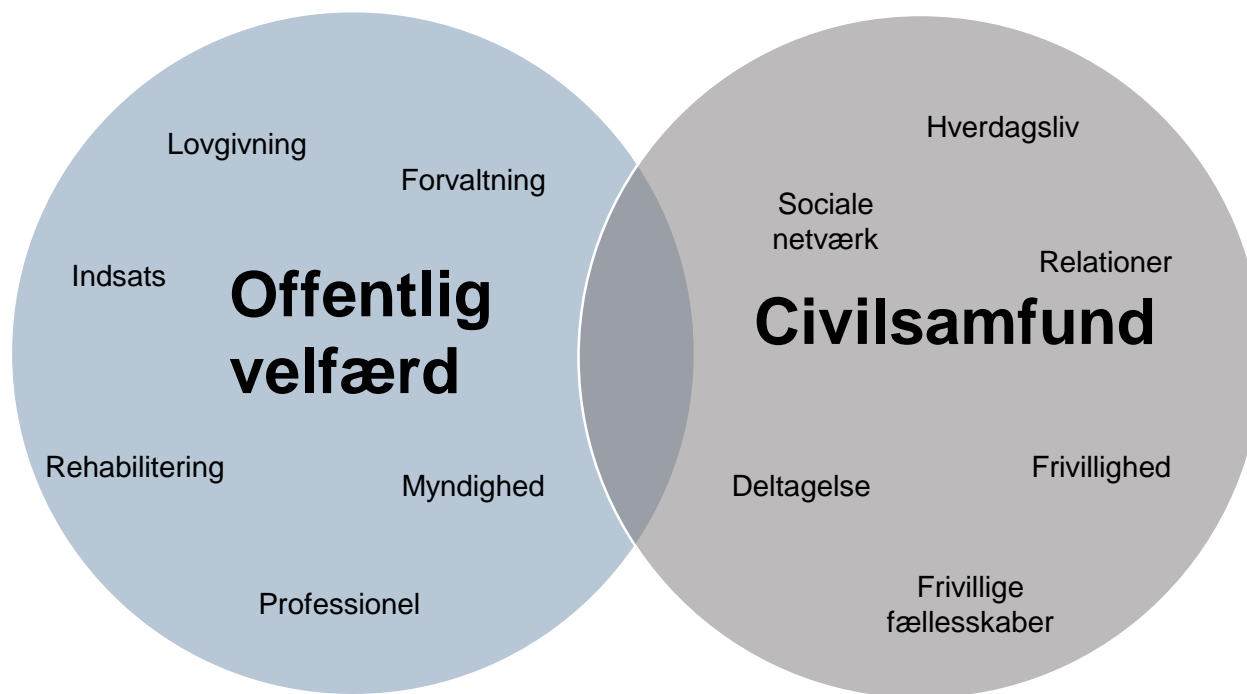 Lovgivning
Forvaltning
Indsats
Offentlig
velfærd
Rehabilitering
Myndighed
Professionel
Hverdagsliv
Sociale
netværk
Relationer
Civilsamfund
Deltagelse
Frivillighed
Frivillige
fællesskaber